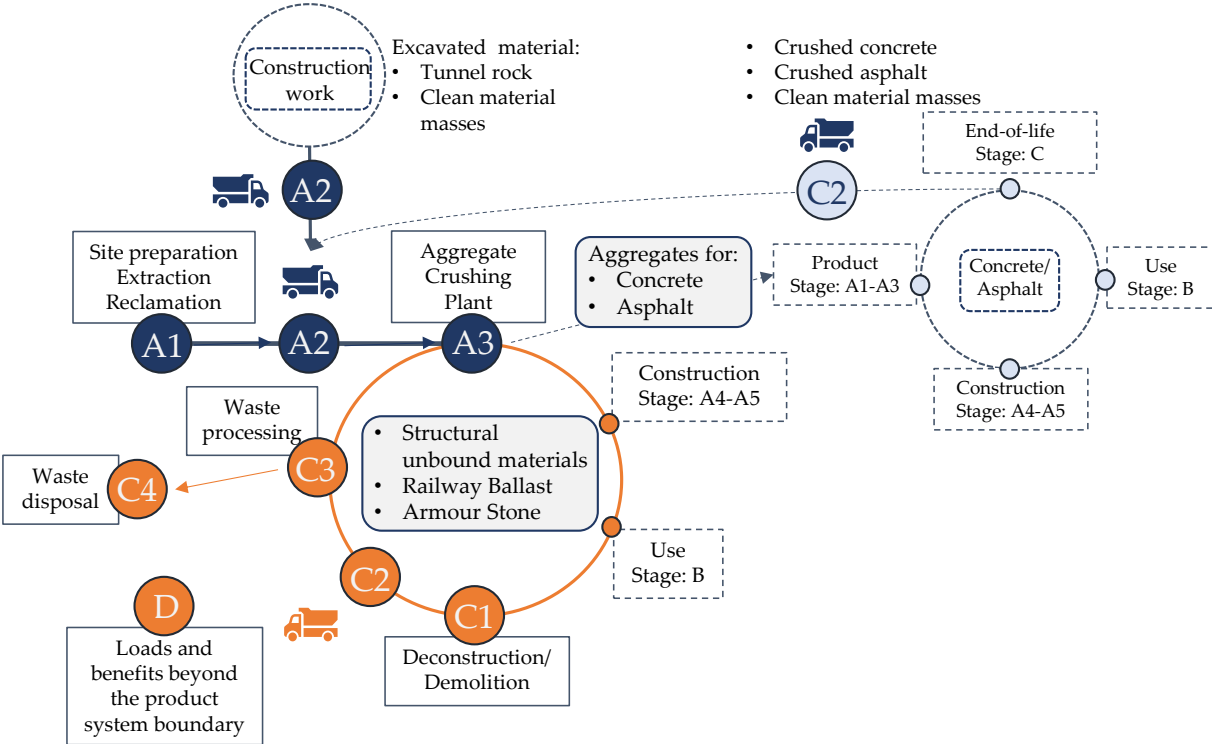 Construction
work
Excavated material:
• Tunnel rock
• Clean material
masses
• Crushed concrete
• Crushed asphalt
• Clean material masses
End-of-life
Stage: C
A2
C2
Site preparation
Extraction
Reclamation
Aggregate
Crushing
Plant
Aggregates for:
• Concrete
• Asphalt
Product
Stage: A1-A3
Concrete/
Asphalt
Use
Stage: B
A1
A2
A3
Construction
Stage: A4-A5
Construction
Stage: A4-A5
Waste
processing
C3
• Structural
unbound materials
• Railway Ballast
• Armour Stone
Waste
disposal
C4
Use
Stage: B
C2
C1
Deconstruction/
Demolition
D
Loads and
benefits beyond
the product
system boundary